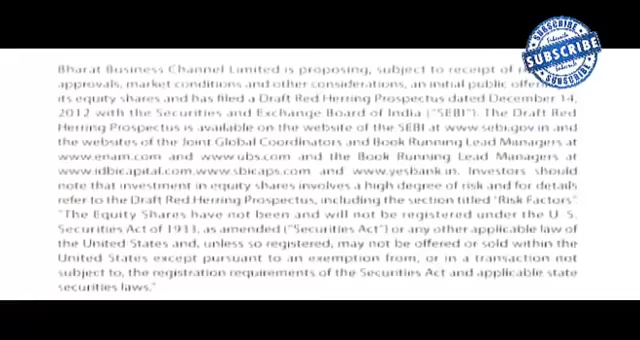 SUBSCRIBE
Subscribe
SUBSCRIBE
Subscribe
SUBSCRIBE
Bharat Business Channel Limited is proposing, subject to receipt of
approvals, market conditions and other considerations, an initial public
its equity shares and has filed a Draft Red Herring Prospectus dated December 14,
2012 with the Securities and Exchange Board of India ("SEBI"). The Draft Red
Herring Prospectus is available on the website of the SEBI at www.sebi.gov.in and
the websites of the Joint Global Coordinators and Book Running Lead Managers at
www.enam.com and www.ubs.com and the Book Running Lead Managers at
www.idbicapital.com,www.sbicaps.com and www.yesbank.in. Investors should
note that investment in equity shares involves a high degree of risk and for details
refer to the Draft Red Herring Prospectus, including the section titled "Risk Factors".
"The Equity Shares have not been and will not be registered under the U. S.
Securities Act of 1933, as amended ("Securities Act") or any other applicable law of
the United States and, unless so registered, may not be offered or sold within the
United States except pursuant to an exemption from, or in a transaction not
subject to, the registration requirements of the Securities Act and applicable state
securities laws."